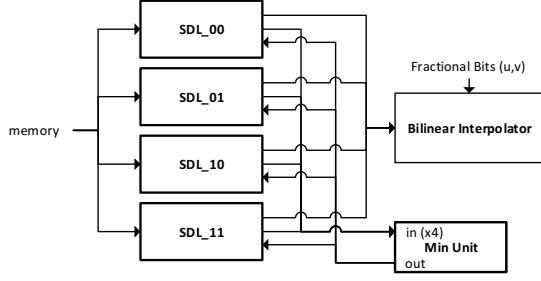 SDL_00
SDL_01
Fractional Bits (u,v)
memory
Bilinear Interpolator
SDL_10
SDL_11
in (x4)
Min Unit
out